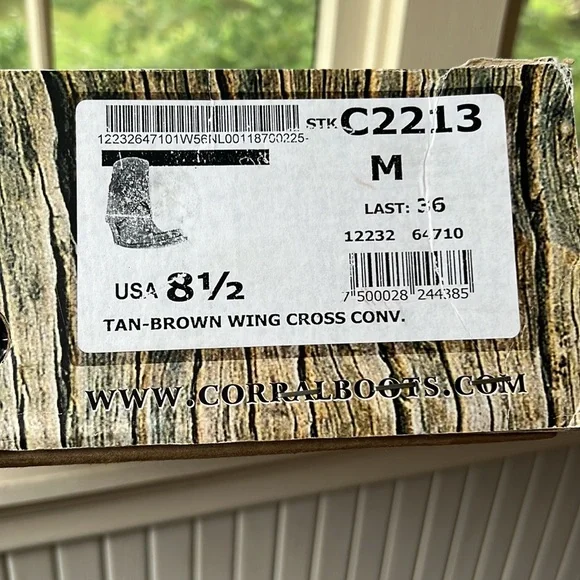 STK C2213
12232647101W56NL00118700225-
M
LAST: 36
12232 64710
USA 8½
7 500028 244385
TAN-BROWN WING CROSS CONV.
WWW.CORRALBOOTS.COM